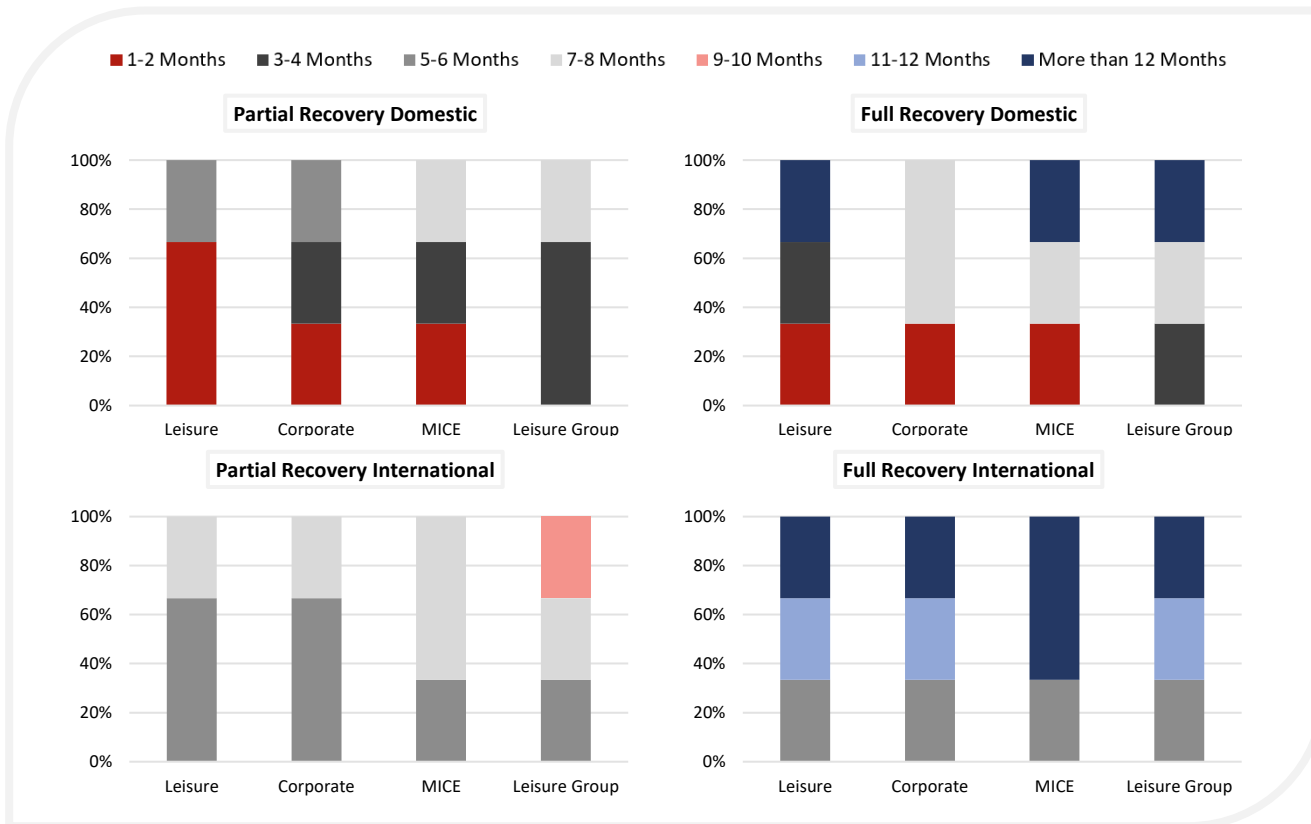 1-2 Months 3-4 Months 5-6 Months 7-8 Months 9-10 Months 11-12 Months More than 12 Months
Partial Recovery Domestic
100%
80%
60%
40%
20%
0%
Leisure Corporate MICE Leisure Group
Full Recovery Domestic
100%
80%
60%
40%
20%
0%
Leisure Corporate MICE Leisure Group
Partial Recovery International
100%
80%
60%
40%
20%
0%
Leisure Corporate MICE Leisure Group
Full Recovery International
100%
80%
60%
40%
20%
0%
Leisure Corporate MICE Leisure Group